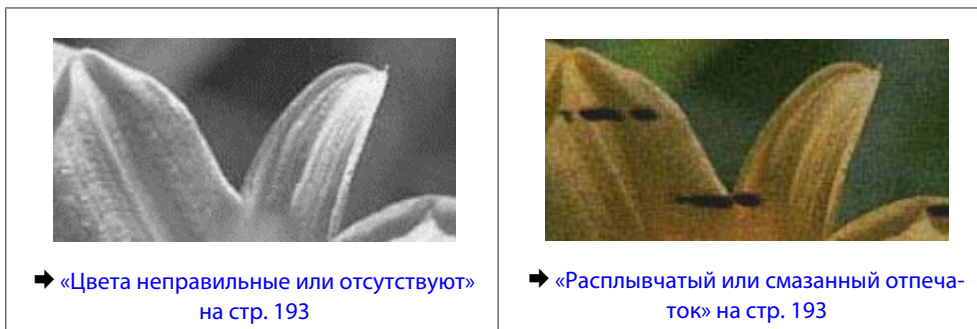 ➡ «Цвета неправильные или отсутствуют»
на стр. 193
➡ «Расплывчатый или смазанный отпеча-
ток» на стр. 193